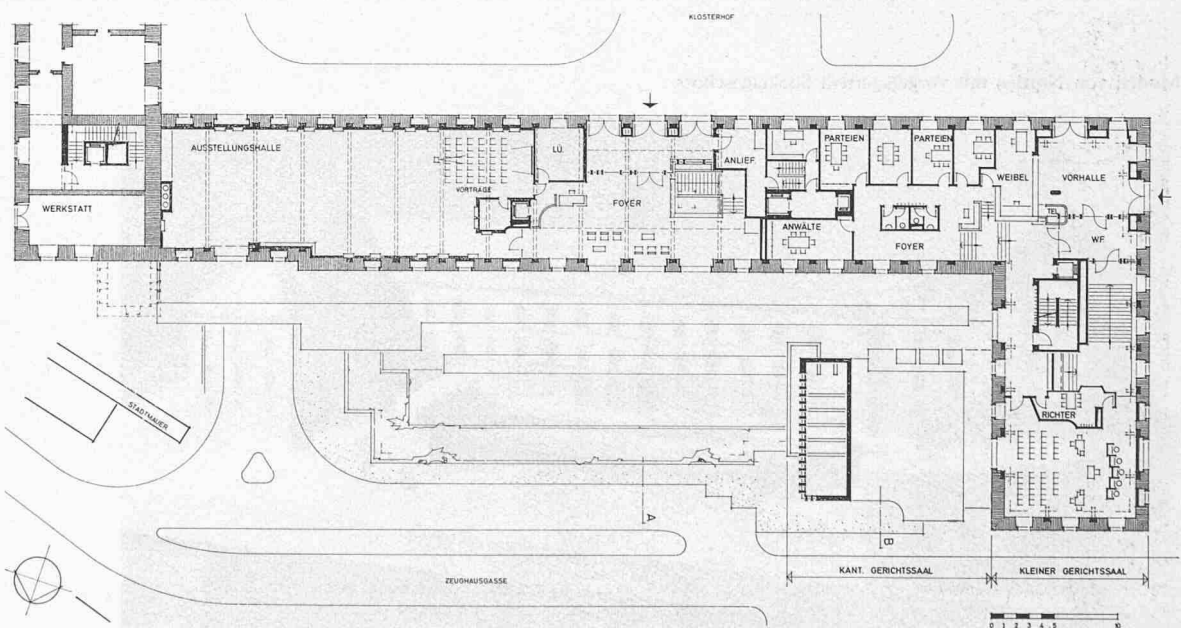 KLOSTERHOF
AUSSTELLUNGSHALLE
LÜ.
ANLIEF.
PARTEIEN
PARTEIEN
WEIBEL
VORHALLE
VORTRÄGE
WERKSTATT
FOYER
TEL
ANWÄLTE
FOYER
WF.
STADTMAUER
RICHTER
A
B
ZEUGHAUSGASSE
KANT. GERICHTSSAAL
KLEINER GERICHTSSAAL
0 1 2 3 4 5 10